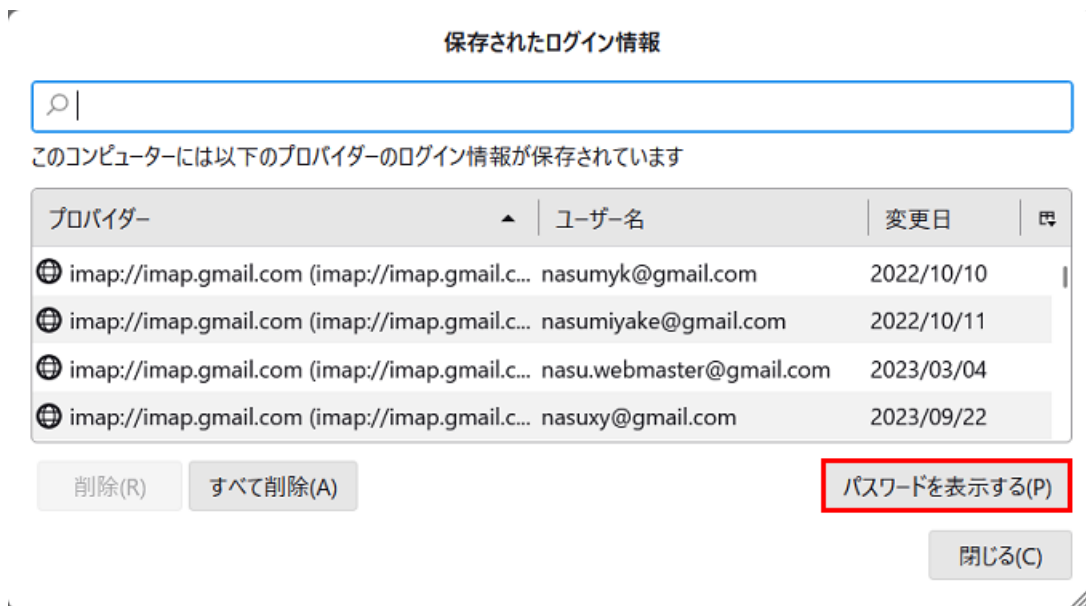 保存されたログイン情報
このコンピューターには以下のプロバイダーのログイン情報が保存されています
プロバイダー ユーザー名 変更日
imap://imap.gmail.com (imap://imap.gmail.c... nasumyk@gmail.com 2022/10/10
imap://imap.gmail.com (imap://imap.gmail.c... nasumiyake@gmail.com 2022/10/11
imap://imap.gmail.com (imap://imap.gmail.c... nasu.webmaster@gmail.com 2023/03/04
imap://imap.gmail.com (imap://imap.gmail.c... nasuxy@gmail.com 2023/09/22
削除(R) すべて削除(A) パスワードを表示する(P)
閉じる(C)